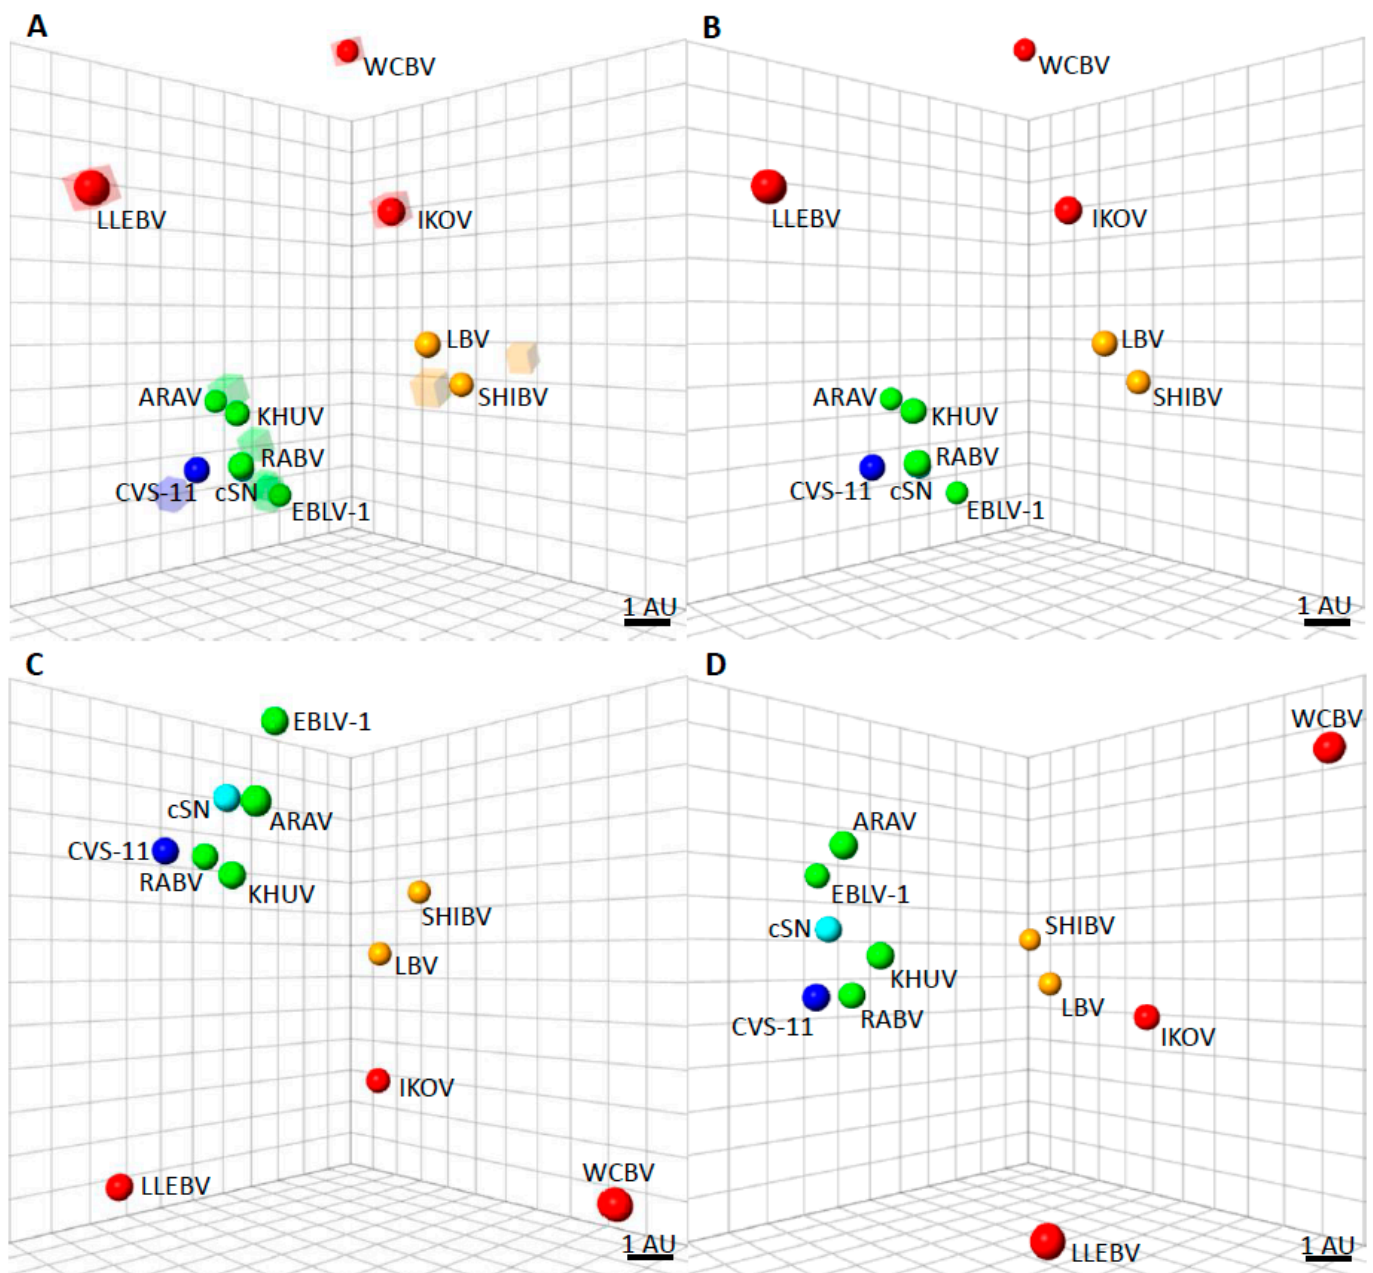 A
WCBV
LLEBV
IKOV
LBV
SHIBV
ARAV
KHUV
RABV
CVS-11
cSN
EBLV-1
1 AU
B
WCBV
LLEBV
IKOV
LBV
SHIBV
ARAV
KHUV
RABV
CVS-11
cSN
EBLV-1
1 AU
C
EBLV-1
cSN
ARAV
CVS-11
RABV
KHUV
SHIBV
LBV
IKOV
LLEBV
WCBV
1 AU
D
WCBV
ARAV
EBLV-1
cSN
SHIBV
KHUV
LBV
CVS-11
RABV
IKOV
LLEBV
1 AU